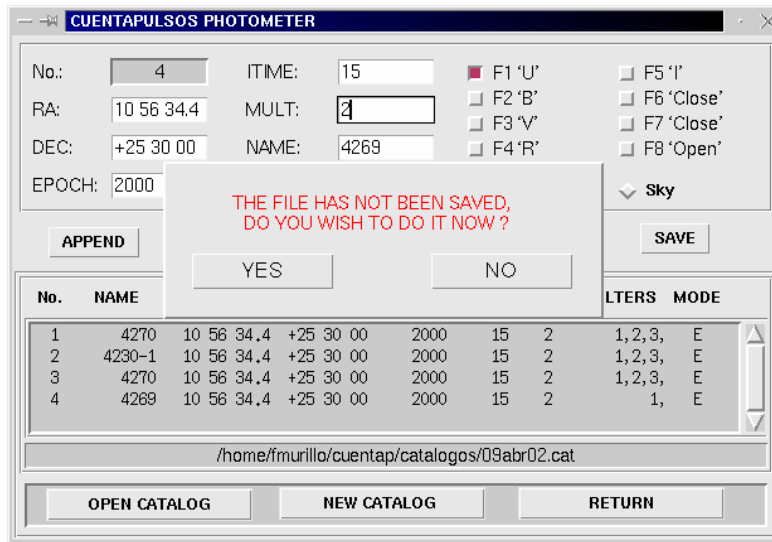 CUENTAPULSOS PHOTOMETER
No.: 4 ITIME: 15 F1 'U' F5 'I'
RA: 10 56 34.4 MULT: 2 F2 'B' F6 'Close'
F3 'V' F7 'Close'
DEC: +25 30 00 NAME: 4269 F4 'R' F8 'Open'
EPOCH: 2000 Sky
THE FILE HAS NOT BEEN SAVED,
DO YOU WISH TO DO IT NOW ?
YES NO
APPEND SAVE
No. NAME LTERS MODE
1 4270 10 56 34.4 +25 30 00 2000 15 2 1,2,3, E
2 4230-1 10 56 34.4 +25 30 00 2000 15 2 1,2,3, E
3 4270 10 56 34.4 +25 30 00 2000 15 2 1,2,3, E
4 4269 10 56 34.4 +25 30 00 2000 15 2 1, E
/home/fmurillo/cuentap/catalogos/09abr02.cat
OPEN CATALOG NEW CATALOG RETURN